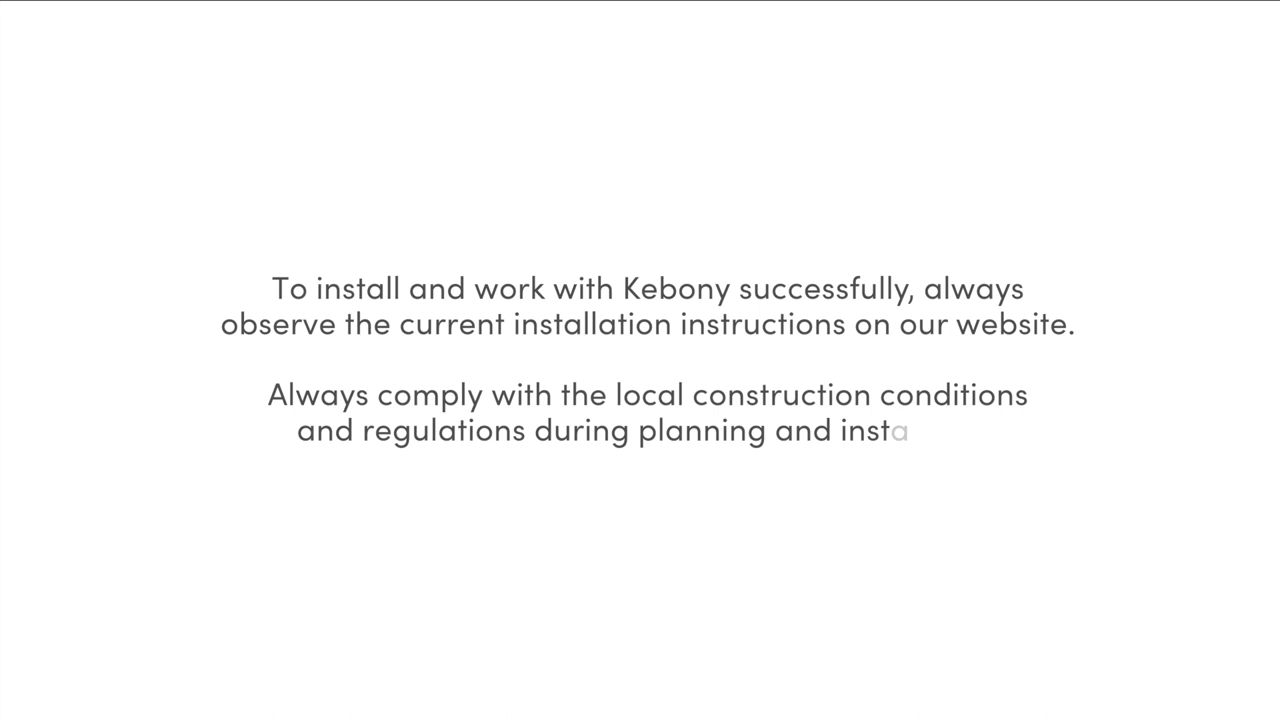 To install and work with Kebony successfully, always
observe the current installation instructions on our website.
Always comply with the local construction conditions
and regulations during planning and insta